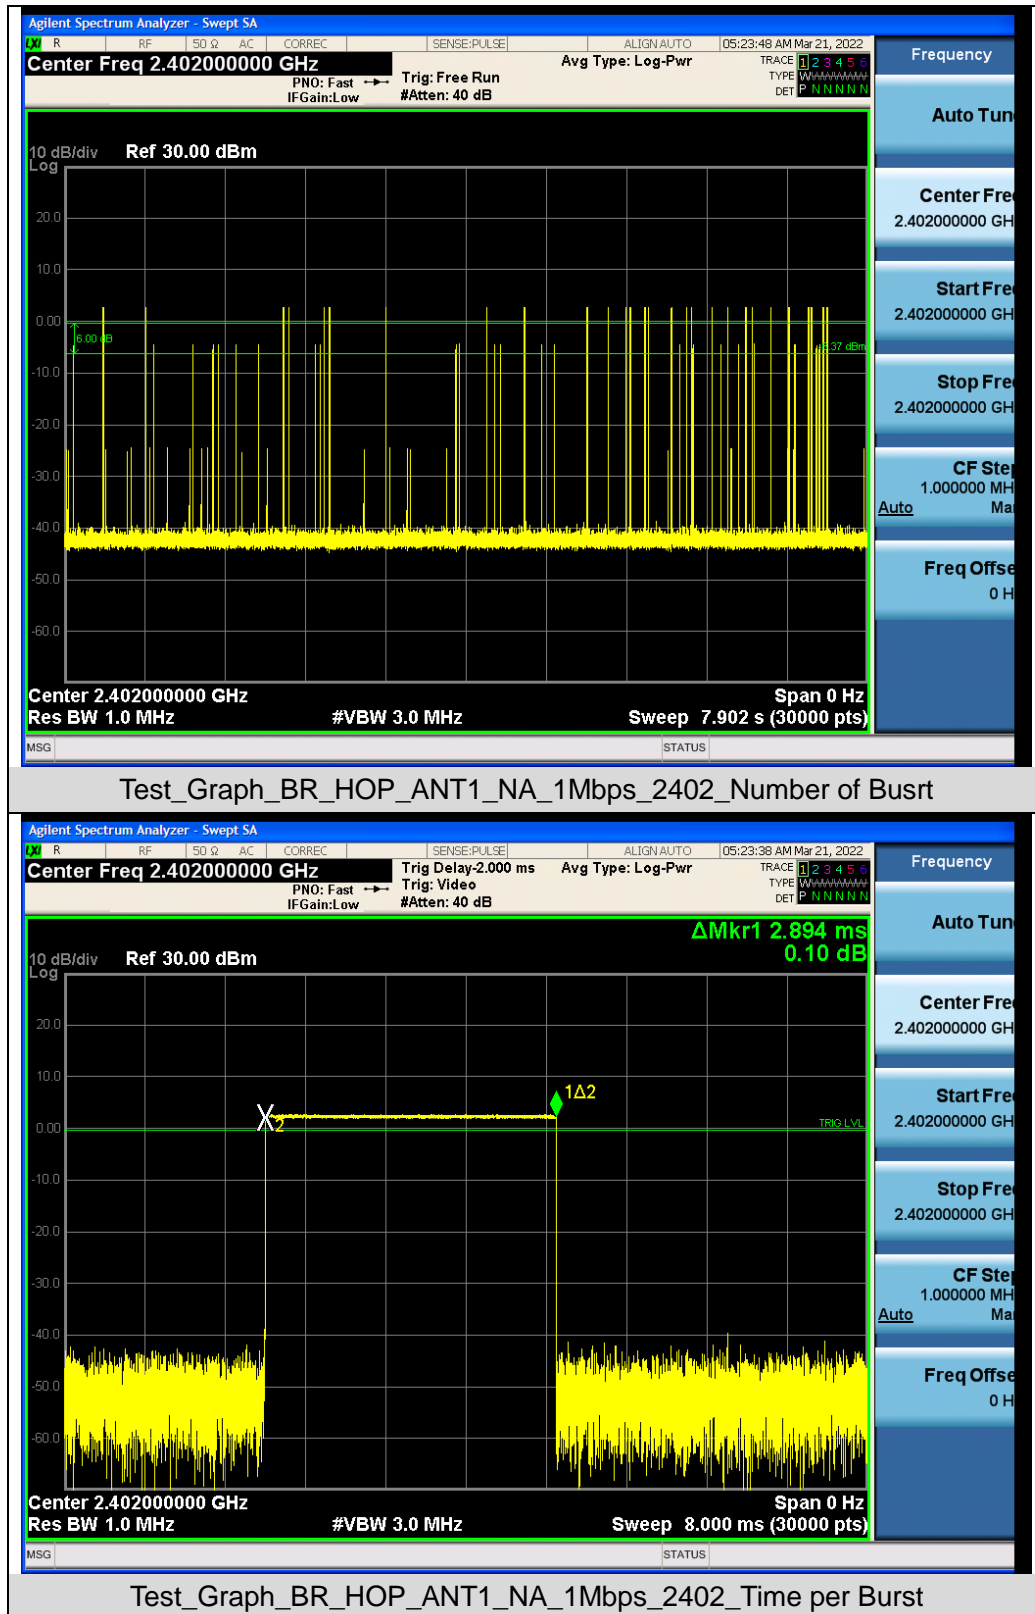 Agilent Spectrum Analyzer - Swept SA
LXI R RF 50 Ω AC CORREC SENSE:PULSE ALIGN AUTO 05:23:48 AM Mar 21, 2022
Center Freq 2.402000000 GHz Avg Type: Log-Pwr TRACE 1 2 3 4 5 6
PNO: Fast Trig: Free Run TYPE
IFGain:Low #Atten: 40 dB DET P N N N N N
Frequency
Auto Tun
Center Fre
2.402000000 GH
Start Fre
2.402000000 GH
Stop Fre
2.402000000 GH
CF Ste
1.000000 MH
Auto Ma
Freq Offse
0 H
10 dB/div Ref 30.00 dBm
Log
20.0
10.0
0.00
6.00 dB
.37 dBm
-10.0
-20.0
-30.0
-40.0
-50.0
-60.0
Center 2.402000000 GHz Span 0 Hz
Res BW 1.0 MHz #VBW 3.0 MHz Sweep 7.902 s (30000 pts)
MSG STATUS
Test_Graph_BR_HOP_ANT1_NA_1Mbps_2402_Number of Busrt
Agilent Spectrum Analyzer - Swept SA
LXI R RF 50 Ω AC CORREC SENSE:PULSE ALIGN AUTO 05:23:38 AM Mar 21, 2022
Center Freq 2.402000000 GHz Trig Delay-2.000 ms Avg Type: Log-Pwr TRACE 1 2 3 4 5 6
PNO: Fast Trig: Video TYPE
IFGain:Low #Atten: 40 dB DET P N N N N N
Frequency
Auto Tun
Center Fre
2.402000000 GH
Start Fre
2.402000000 GH
Stop Fre
2.402000000 GH
CF Ste
1.000000 MH
Auto Ma
Freq Offse
0 H
ΔMkr1 2.894 ms
0.10 dB
10 dB/div Ref 30.00 dBm
Log
20.0
10.0
1Δ2
2
0.00
TRIG LVL
-10.0
-20.0
-30.0
-40.0
-50.0
-60.0
Center 2.402000000 GHz Span 0 Hz
Res BW 1.0 MHz #VBW 3.0 MHz Sweep 8.000 ms (30000 pts)
MSG STATUS
Test_Graph_BR_HOP_ANT1_NA_1Mbps_2402_Time per Burst